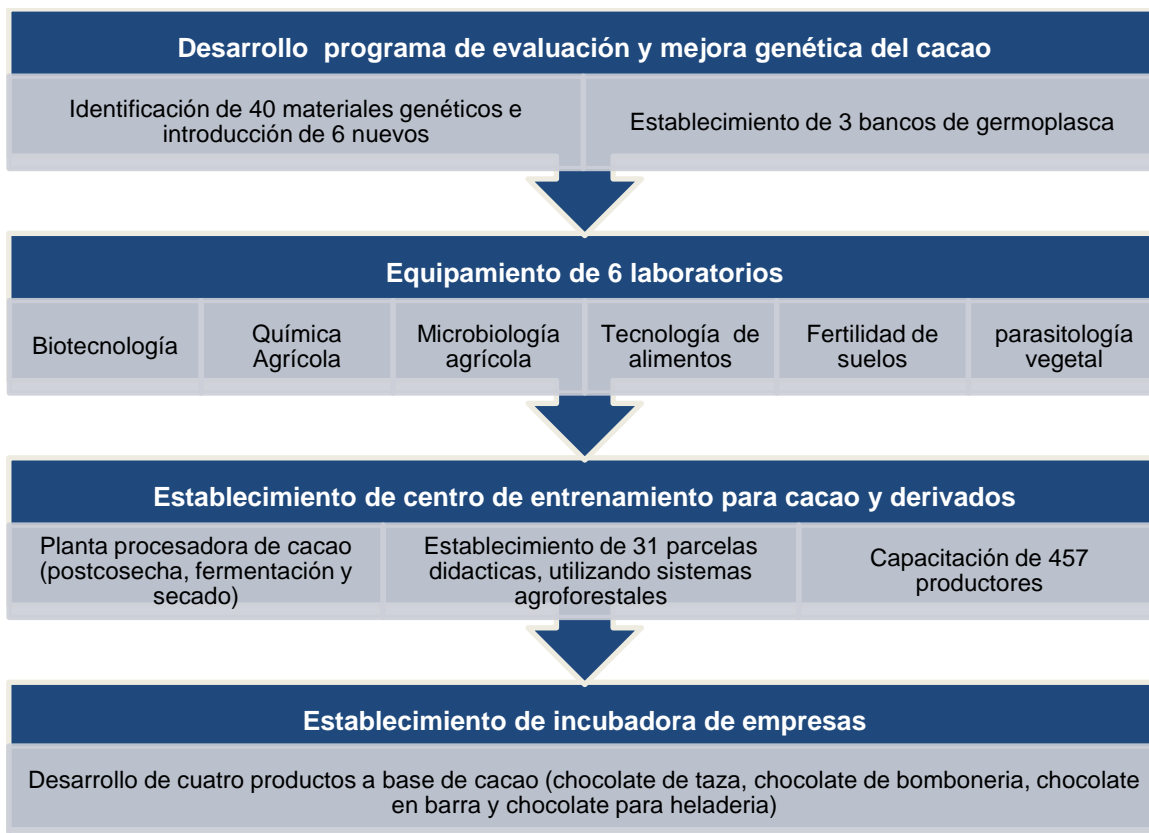 Desarrollo  programa de evaluación y mejora genética del cacao
Identificación de 40 materiales genéticos e
introducción de 6 nuevos
Establecimiento de 3 bancos de germoplasca
Equipamiento de 6 laboratorios
Biotecnología
Química
Agrícola
Microbiología
agrícola
Tecnología  de
alimentos
Fertilidad de
suelos
parasitología
vegetal
Establecimiento de centro de entrenamiento para cacao y derivados
Planta procesadora de cacao
(postcosecha, fermentación y
secado)
Establecimiento de 31 parcelas
didacticas, utilizando sistemas
agroforestales
Capacitación de 457
productores
Establecimiento de incubadora de empresas
Desarrollo de cuatro productos a base de cacao (chocolate de taza, chocolate de bomboneria, chocolate
en barra y chocolate para heladeria)